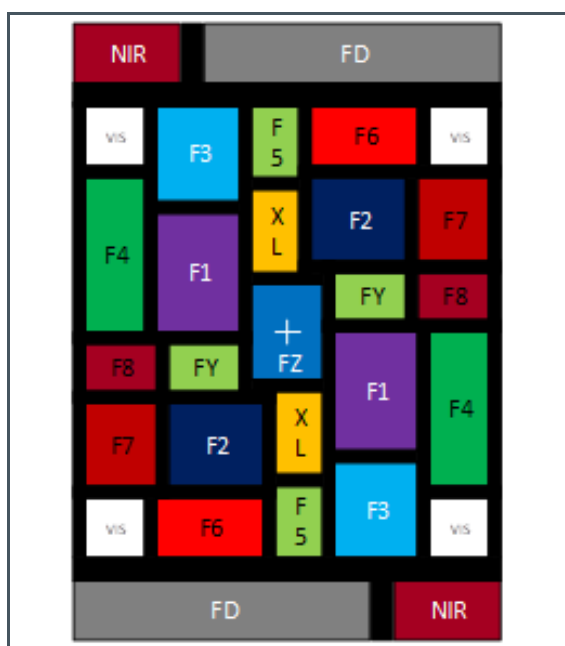 NIR FD
VIS F3 F 5 F6 VIS
F4 F1 X L F2 F7
FY F8
+ FZ
F8 FY F1 F4
F7 F2 X L
VIS F6 F 5 F3 VIS
FD NIR